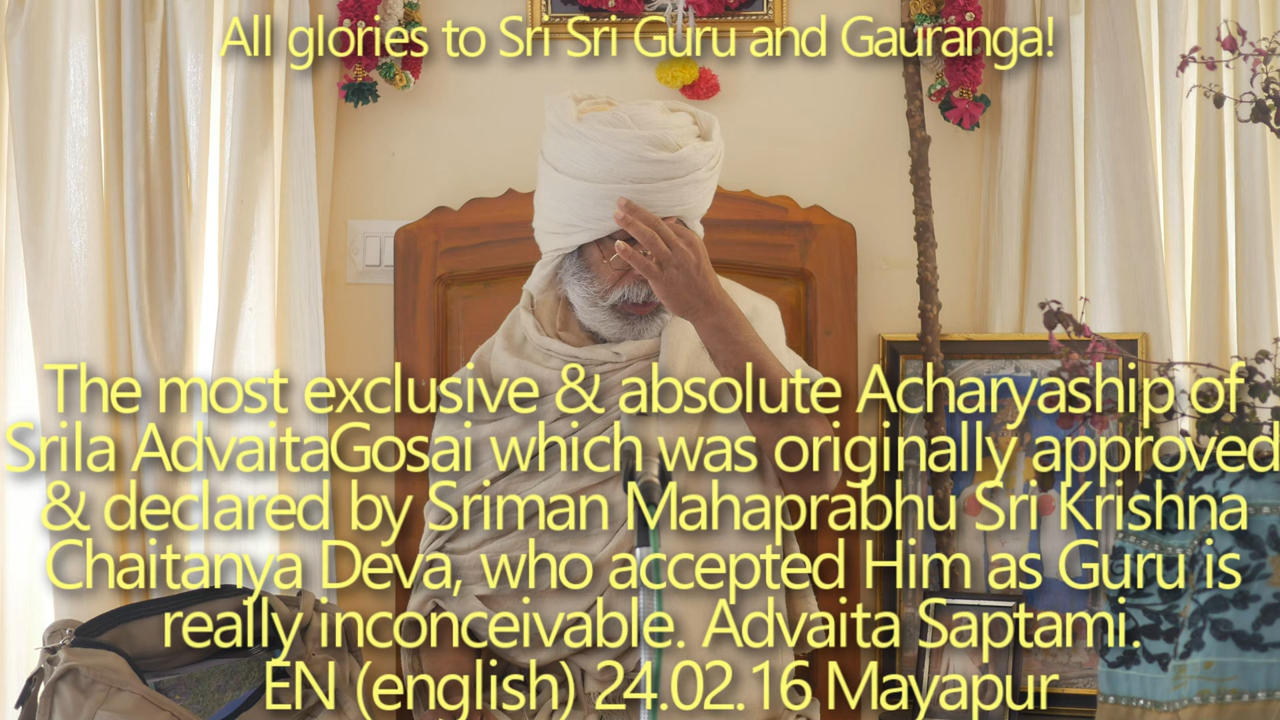 All glories to Sri Sri Guru and Gauranga!
The most exclusive & absolute Acharyaship of
Srila AdvaitaGosai which was originally approved
& declared by Sriman Mahaprabhu Sri Krishna
Chaitanya Deva, who accepted Him as Guru is
really inconceivable. Advaita Saptami.
EN (english) 24.02.16 Mayapur